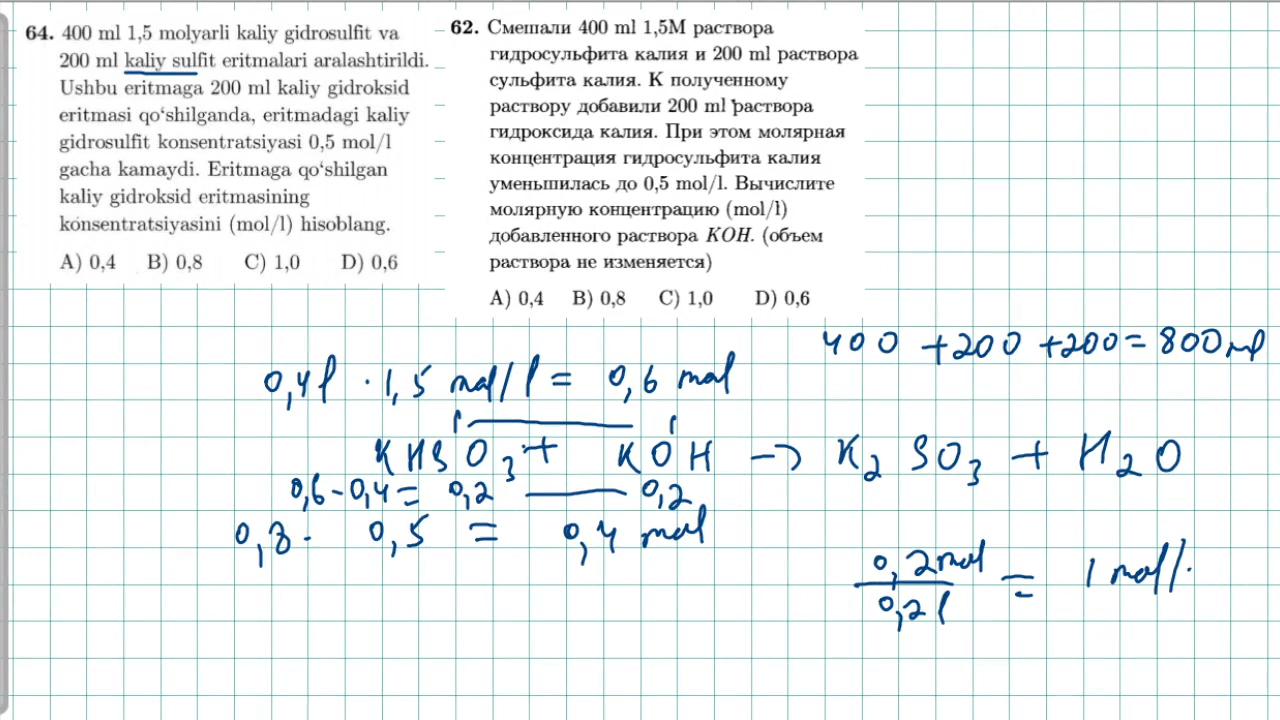 64. 400 ml 1,5 molyarli kaliy gidrosulfit va
200 ml kaliy sulfit eritmalari aralashtirildi.
Ushbu eritmaga 200 ml kaliy gidroksid
eritmasi qo‘shilganda, eritmadagi kaliy
gidrosulfit konsentratsiyasi 0,5 mol/l
gacha kamaydi. Eritmaga qo‘shilgan
kaliy gidroksid eritmasining
konsentratsiyasini (mol/l) hisoblang.
A) 0,4 B) 0,8 C) 1,0 D) 0,6
62. Смешали 400 ml 1,5M раствора
гидросульфита калия и 200 ml раствора
сульфита калия. К полученному
раствору добавили 200 ml раствора
гидроксида калия. При этом молярная
концентрация гидросульфита калия
уменьшилась до 0,5 mol/l. Вычислите
молярную концентрацию (mol/l)
добавленного раствора KOH. (объем
раствора не изменяется)
A) 0,4 B) 0,8 C) 1,0 D) 0,6
400 +200 +200 = 800 ml
0,4 l · 1,5 mol/l = 0,6 mol
KHSO3 + KOH → K2SO3 + H2O
0,6-0,4 = 0,2 0,2
0,8 · 0,5 = 0,4 mol
0,2 mol
0,2 l
= 1 mol/.